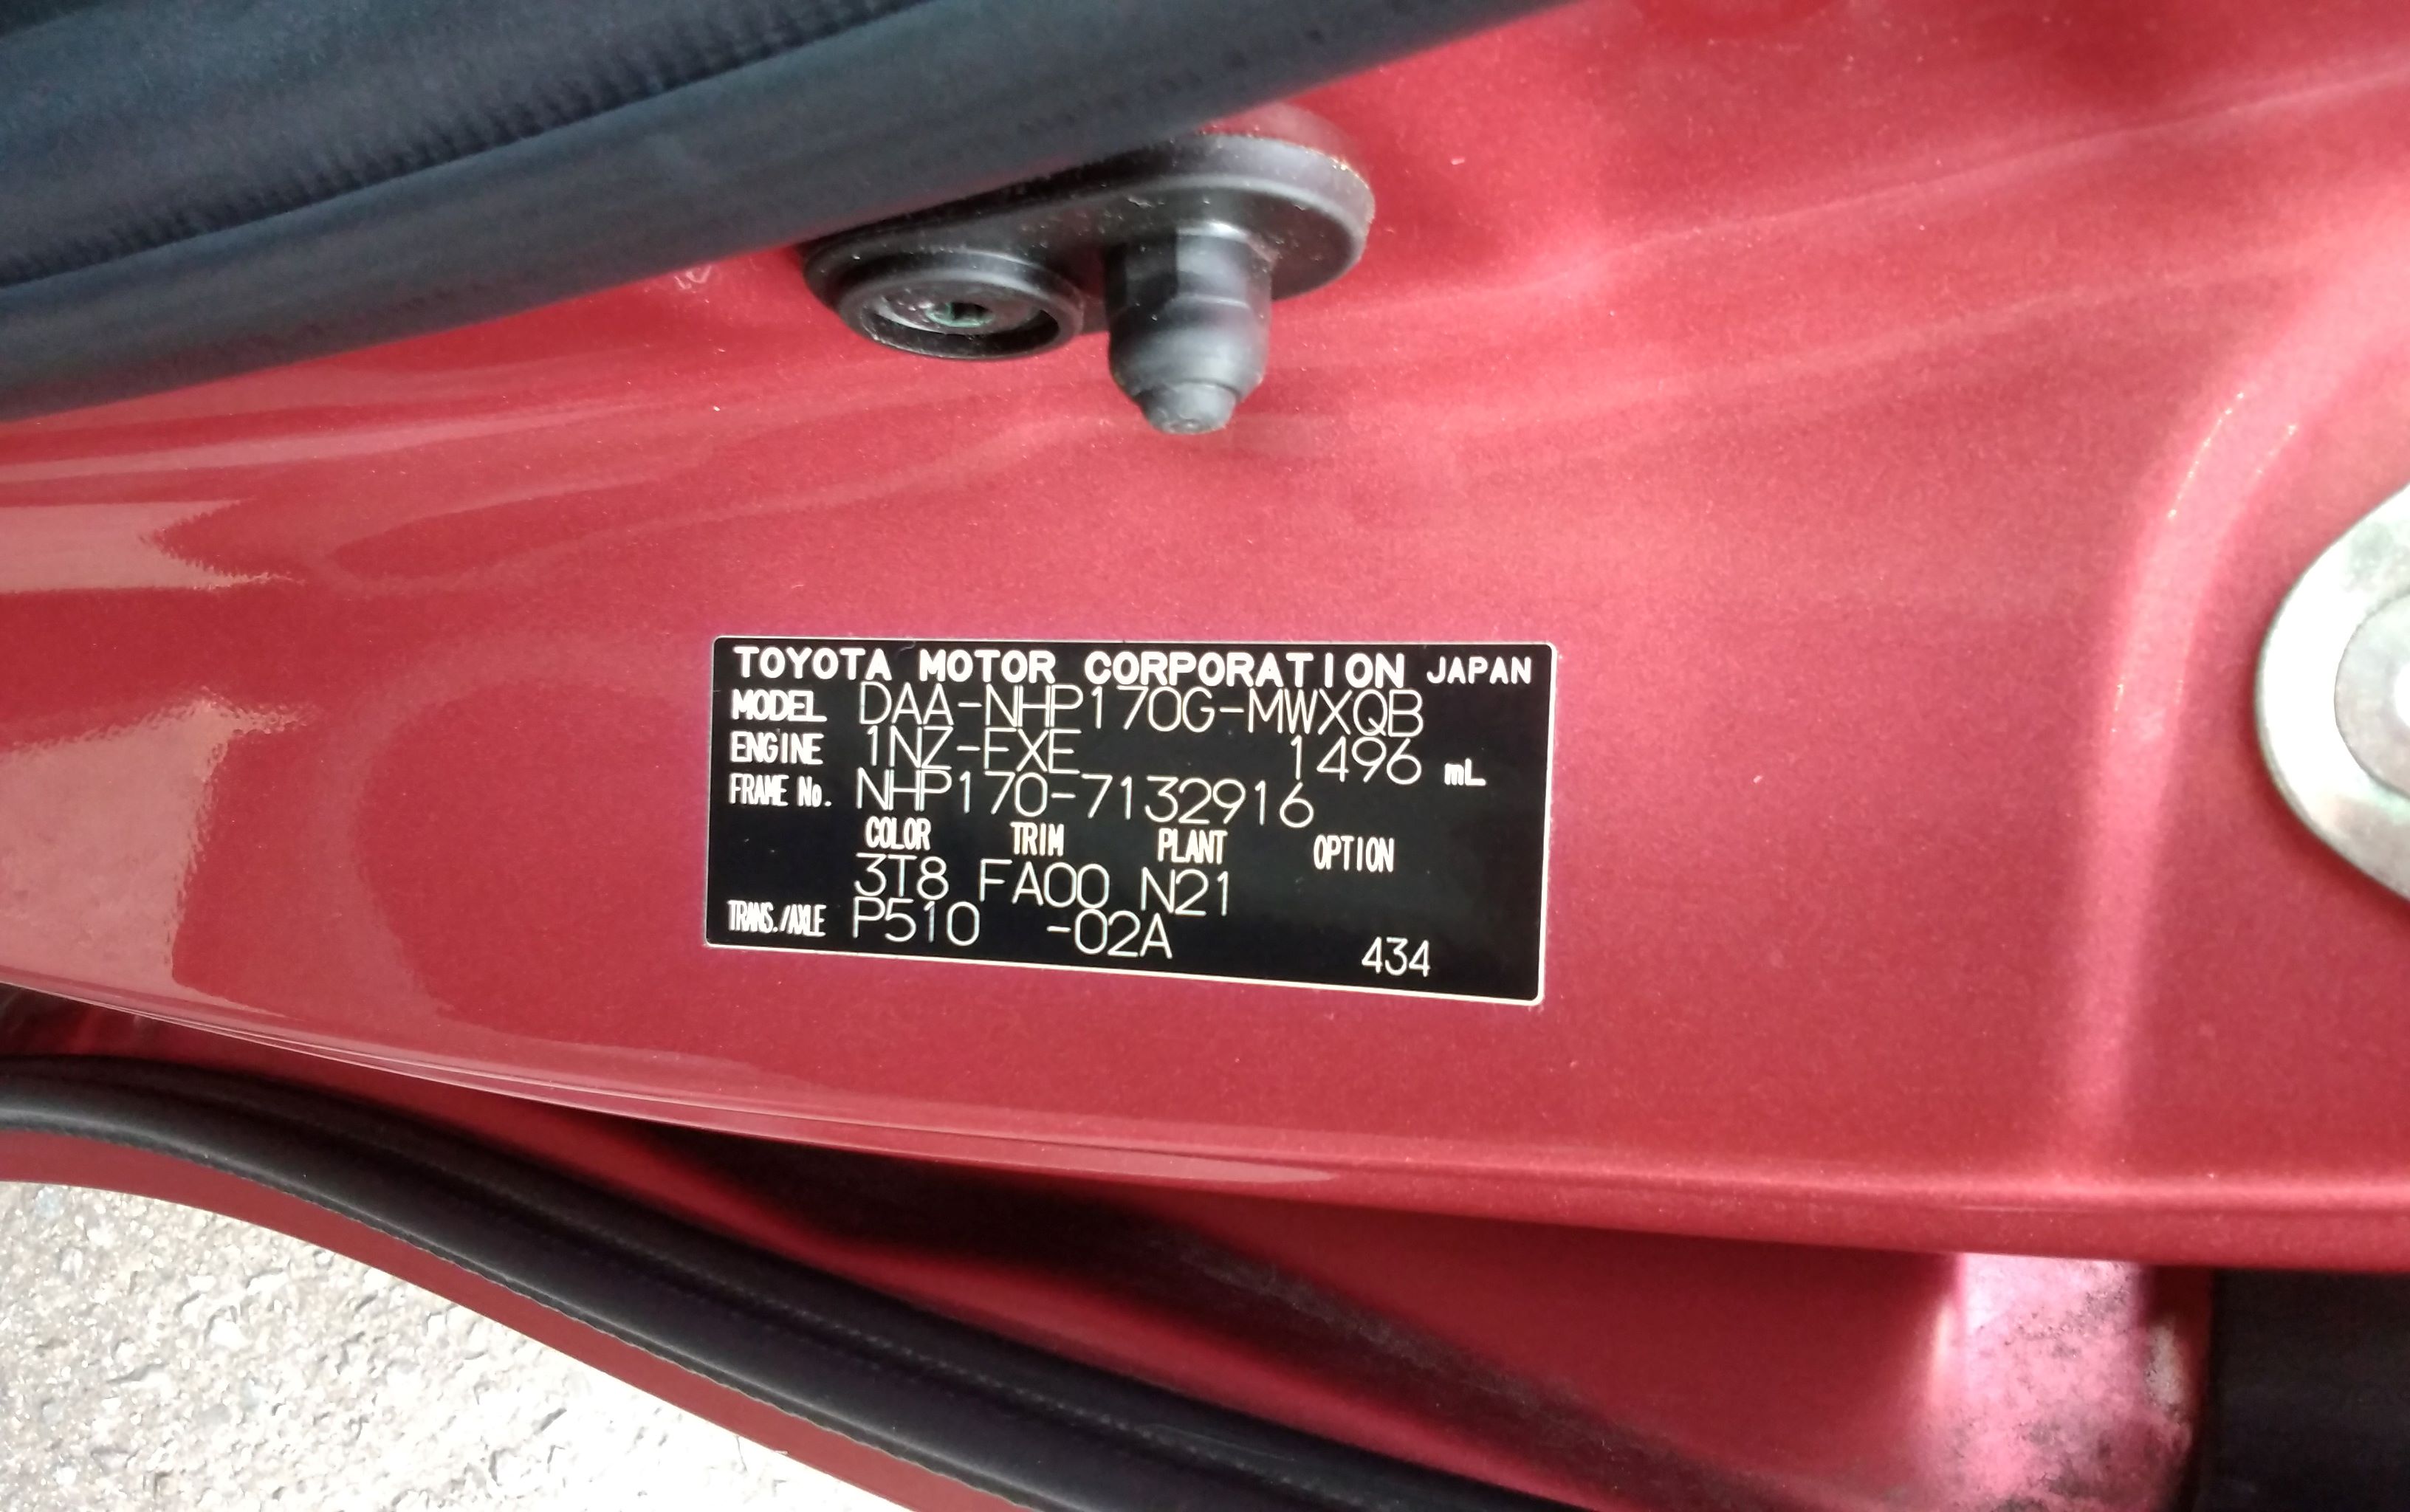 TOYOTA MOTOR CORPORATION JAPAN
MODEL DAA-NHP170G-MWXQB
ENGINE 1NZ-FXE 1496 mL
FRAME No. NHP170-7132916
COLOR TRIM PLANT OPTION
3T8 FA00 N21
TRANS./AXLE P510 -02A 434